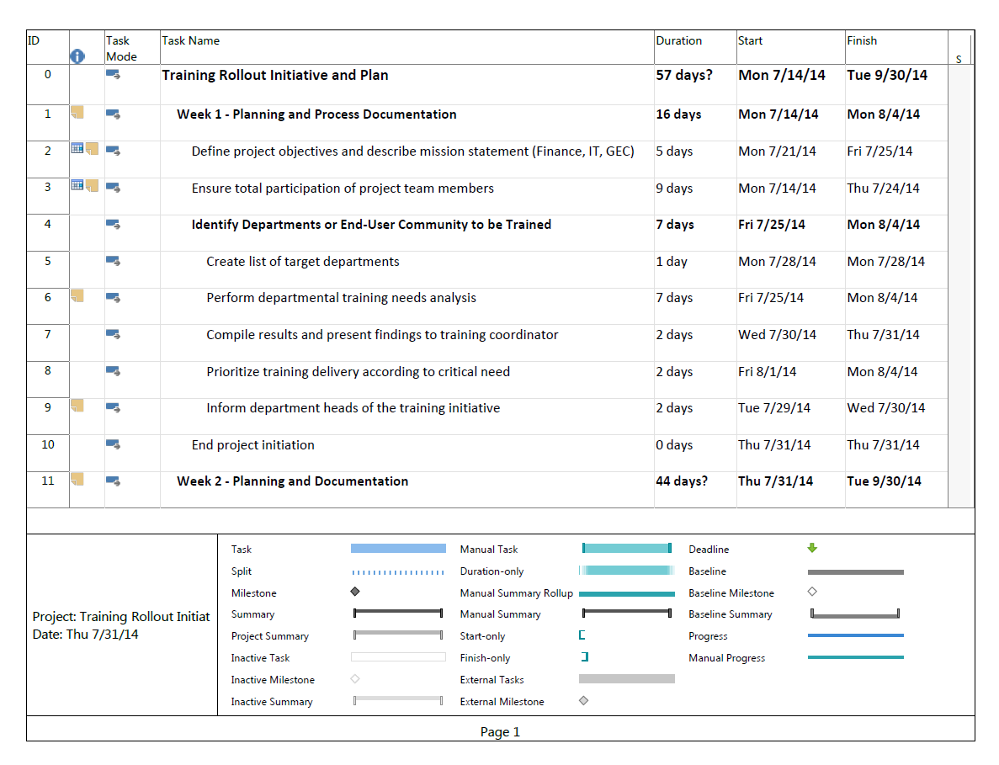 ID Task Mode Task Name Duration Start Finish S
0 Training Rollout Initiative and Plan 57 days? Mon 7/14/14 Tue 9/30/14
1 Week 1 - Planning and Process Documentation 16 days Mon 7/14/14 Mon 8/4/14
2 Define project objectives and describe mission statement (Finance, IT, GEC) 5 days Mon 7/21/14 Fri 7/25/14
3 Ensure total participation of project team members 9 days Mon 7/14/14 Thu 7/24/14
4 Identify Departments or End-User Community to be Trained 7 days Fri 7/25/14 Mon 8/4/14
5 Create list of target departments 1 day Mon 7/28/14 Mon 7/28/14
6 Perform departmental training needs analysis 7 days Fri 7/25/14 Mon 8/4/14
7 Compile results and present findings to training coordinator 2 days Wed 7/30/14 Thu 7/31/14
8 Prioritize training delivery according to critical need 2 days Fri 8/1/14 Mon 8/4/14
9 Inform department heads of the training initiative 2 days Tue 7/29/14 Wed 7/30/14
10 End project initiation 0 days Thu 7/31/14 Thu 7/31/14
11 Week 2 - Planning and Documentation 44 days? Thu 7/31/14 Tue 9/30/14
Project: Training Rollout Initiat
Date: Thu 7/31/14
Task Manual Task Deadline
Split Duration-only Baseline
Milestone Manual Summary Rollup Baseline Milestone
Summary Manual Summary Baseline Summary
Project Summary Start-only Progress
Inactive Task Finish-only Manual Progress
Inactive Milestone External Tasks
Inactive Summary External Milestone
Page 1